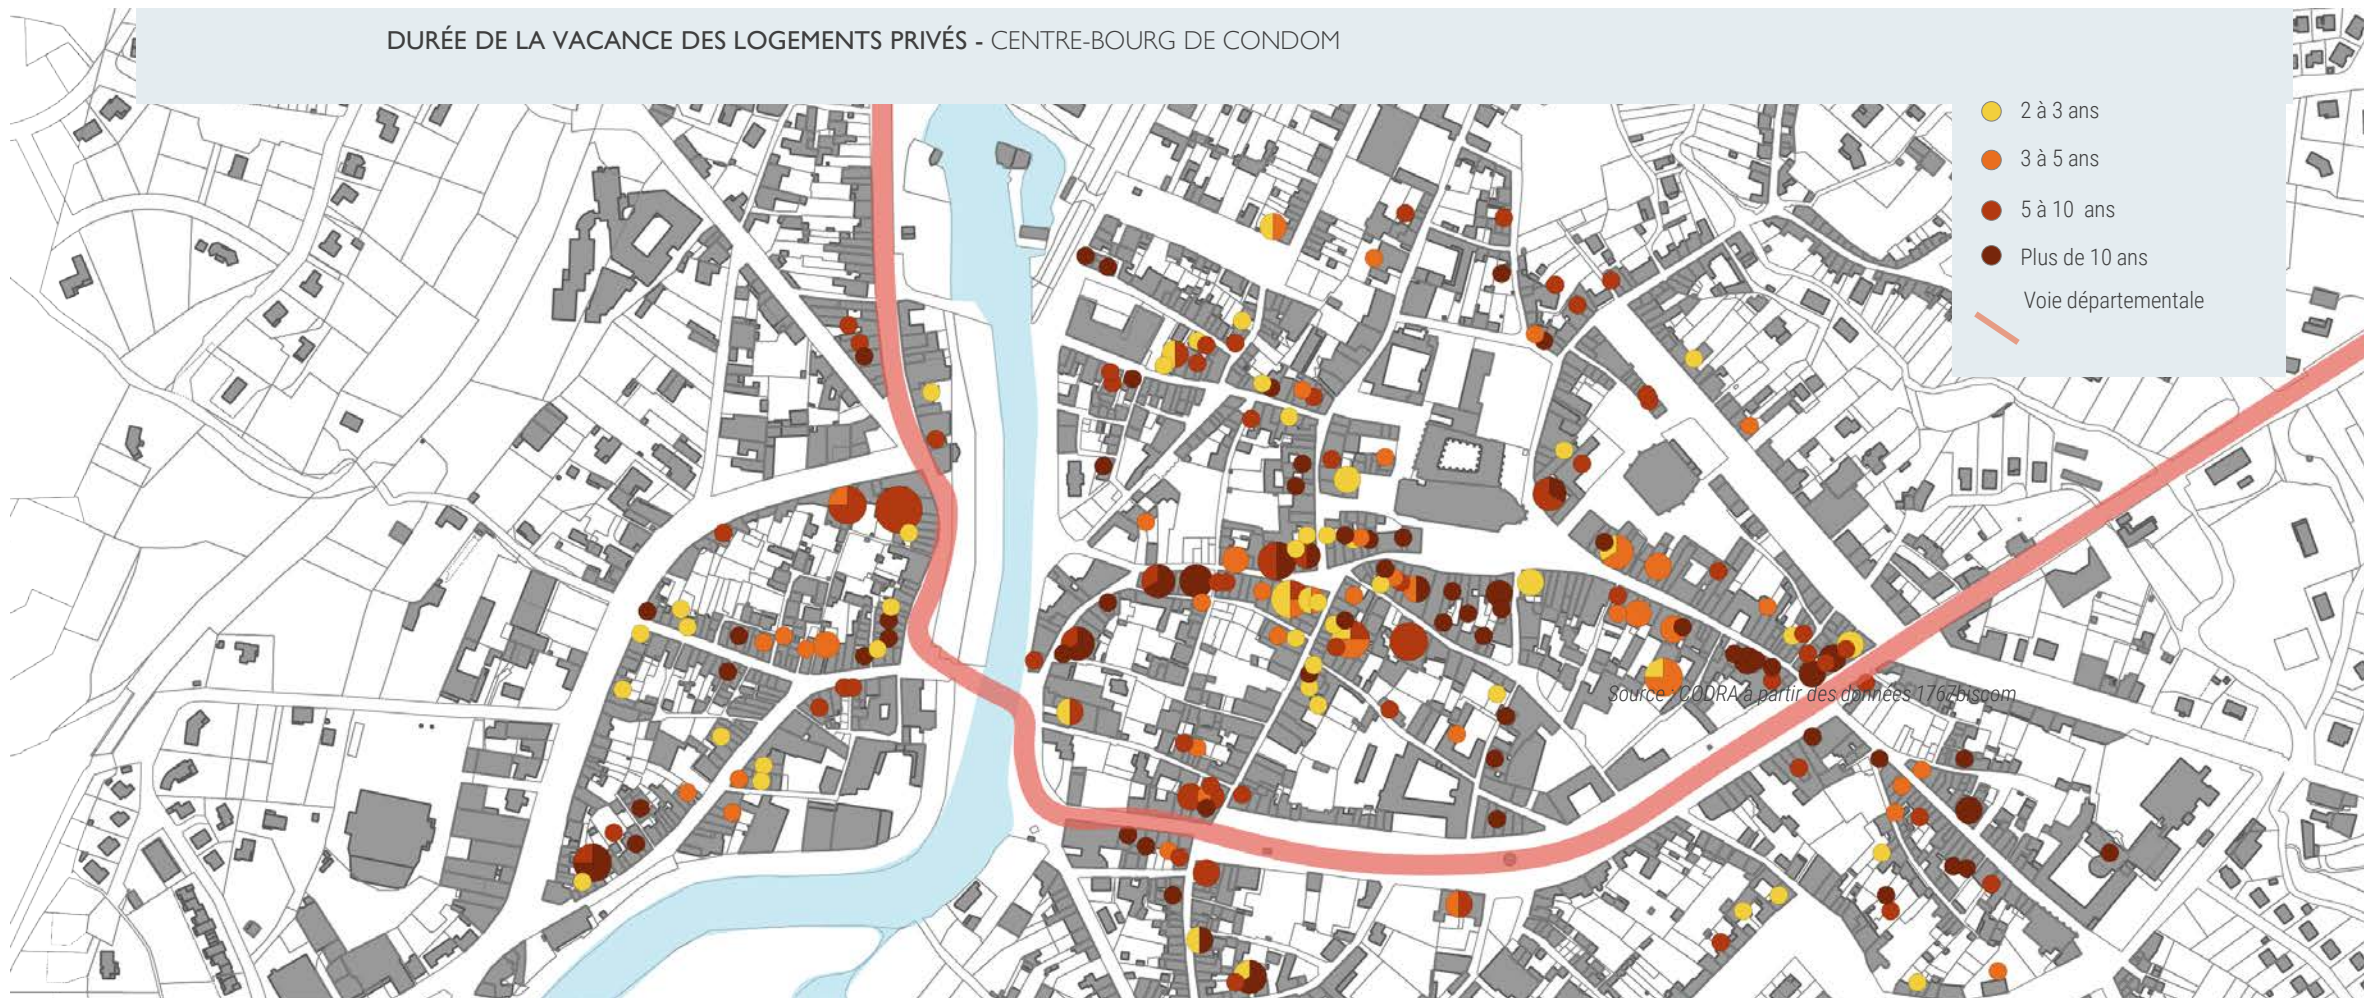 DURÉE DE LA VACANCE DES LOGEMENTS PRIVÉS - CENTRE-BOURG DE CONDOM
2 à 3 ans
3 à 5 ans
5 à 10 ans
Plus de 10 ans
Voie départementale
Source : CODRA à partir des données 1767biscom